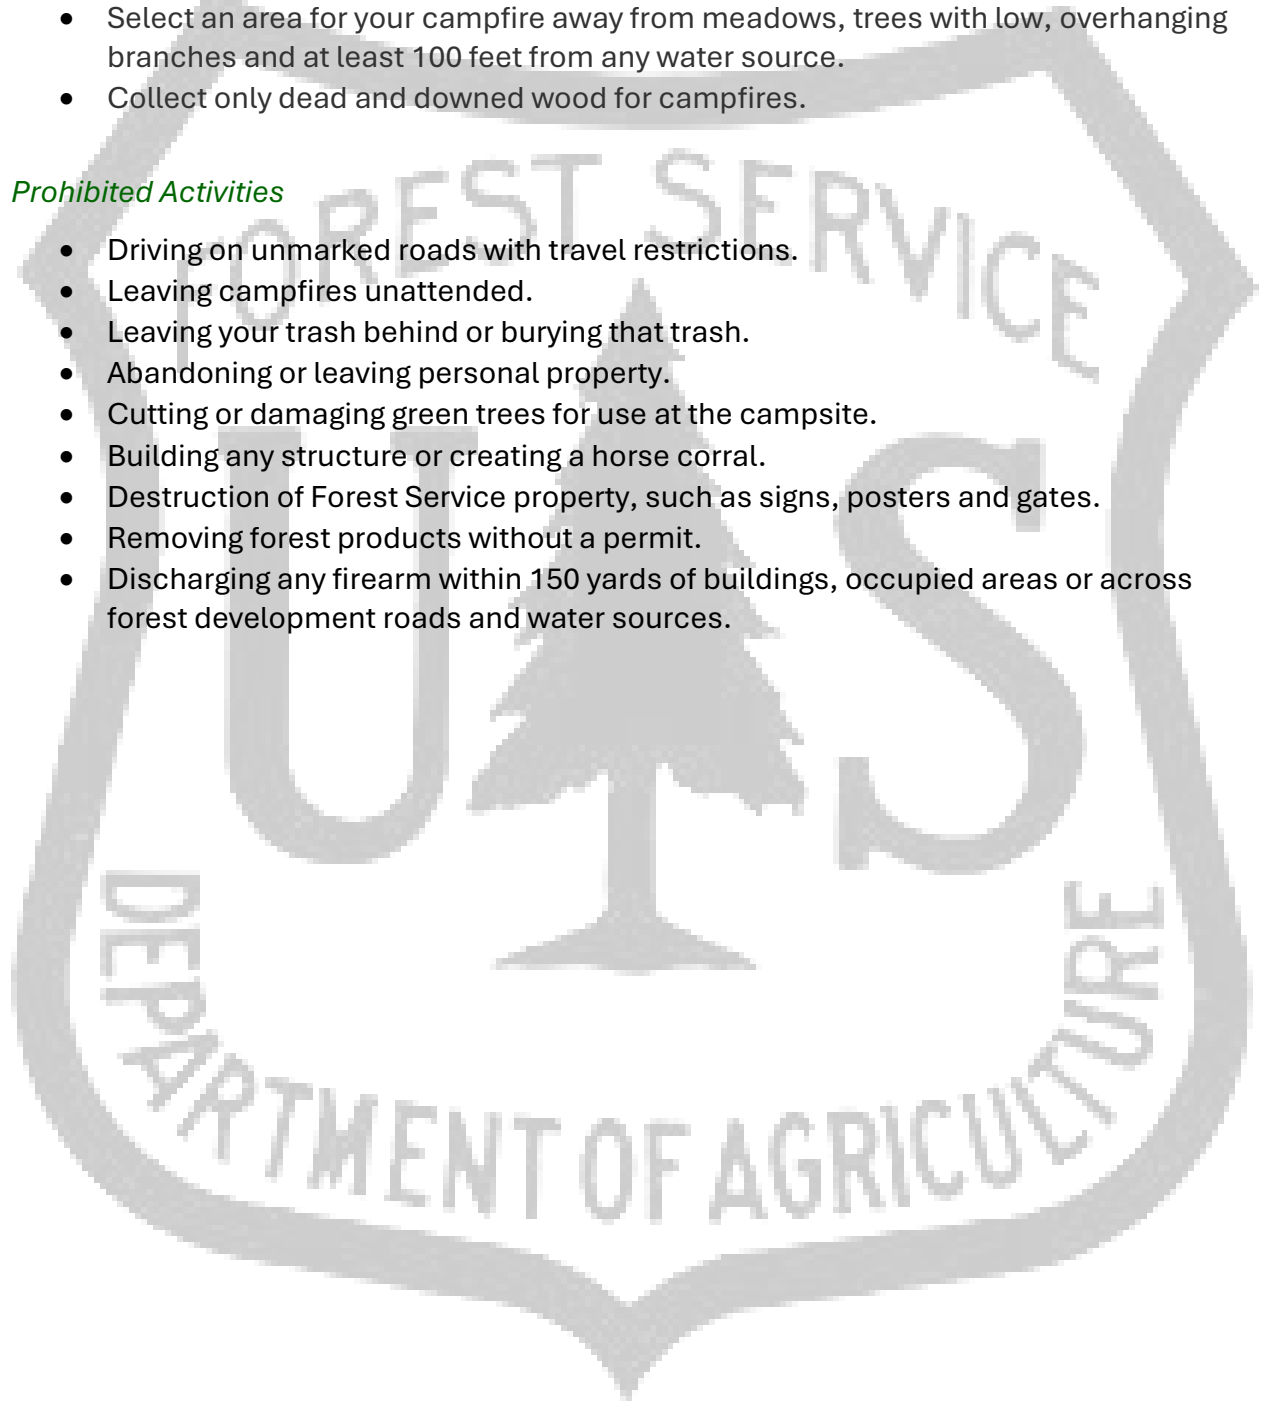 • Select an area for your campfire away from meadows, trees with low, overhanging
branches and at least 100 feet from any water source.
• Collect only dead and downed wood for campfires.
Prohibited Activities
• Driving on unmarked roads with travel restrictions.
• Leaving campfires unattended.
• Leaving your trash behind or burying that trash.
• Abandoning or leaving personal property.
• Cutting or damaging green trees for use at the campsite.
• Building any structure or creating a horse corral.
• Destruction of Forest Service property, such as signs, posters and gates.
• Removing forest products without a permit.
• Discharging any firearm within 150 yards of buildings, occupied areas or across
forest development roads and water sources.
FOREST SERVICE
U S
DEPARTMENT OF AGRICULTURE